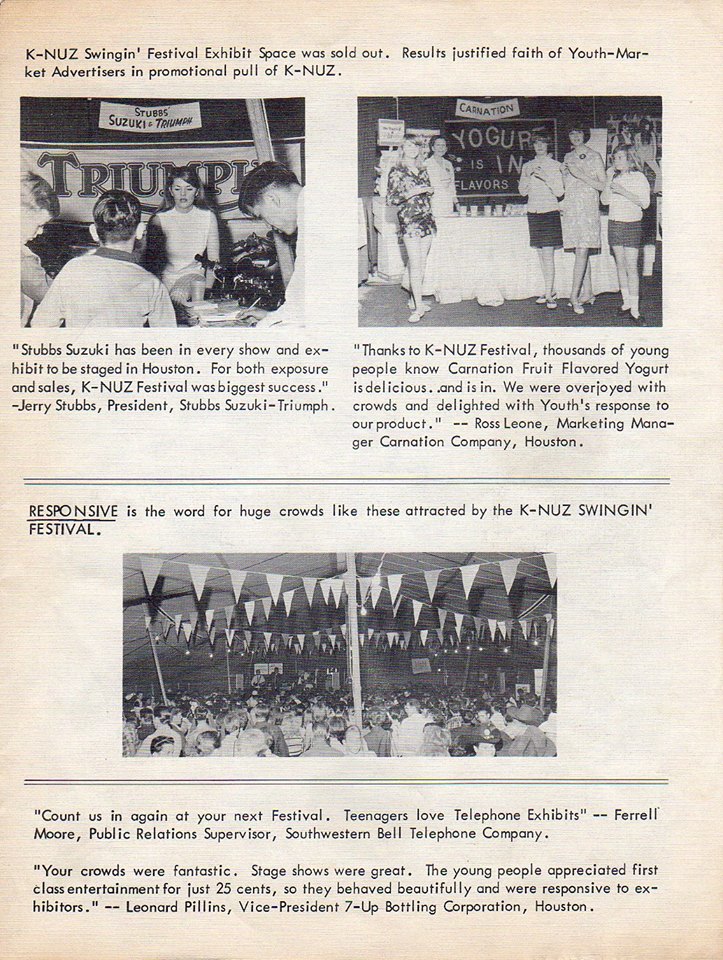 K-NUZ Swingin' Festival Exhibit Space was sold out. Results justified faith of Youth-Mar-
ket Advertisers in promotional pull of K-NUZ.
STUBBS'
SUZUKI & TRIUMPH
TRIUMPH
CARNATION
YOGURT
IS IN
FLAVORS
"Stubbs Suzuki has been in every show and ex-
hibit to be staged in Houston. For both exposure
and sales, K-NUZ Festival was biggest success."
-Jerry Stubbs, President, Stubbs Suzuki-Triumph.
"Thanks to K-NUZ Festival, thousands of young
people know Carnation Fruit Flavored Yogurt
is delicious...and is in. We were overjoyed with
crowds and delighted with Youth's response to
our product." -- Ross Leone, Marketing Mana-
ger Carnation Company, Houston.
RESPONSIVE is the word for huge crowds like these attracted by the K-NUZ SWINGIN'
FESTIVAL.
"Count us in again at your next Festival. Teenagers love Telephone Exhibits" -- Ferrell
Moore, Public Relations Supervisor, Southwestern Bell Telephone Company.
"Your crowds were fantastic. Stage shows were great. The young people appreciated first
class entertainment for just 25 cents, so they behaved beautifully and were responsive to ex-
hibitors." -- Leonard Pillins, Vice-President 7-Up Bottling Corporation, Houston.